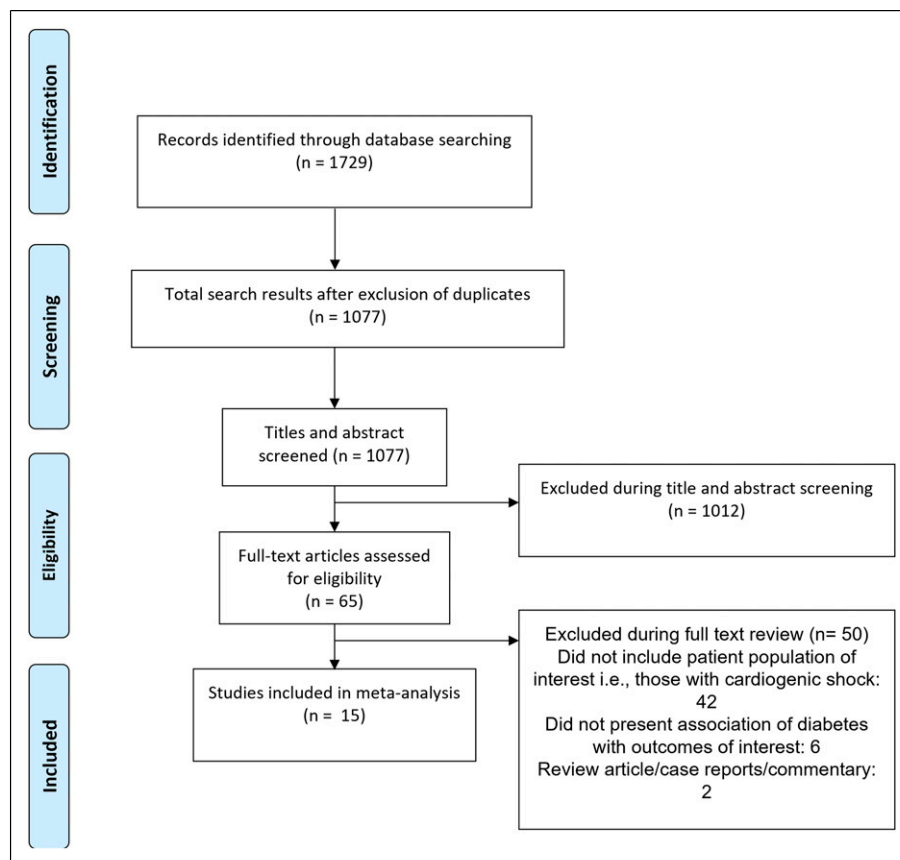 Identification
Records identified through database searching
(n = 1729)
Screening
Total search results after exclusion of duplicates
(n = 1077)
Titles and abstract
screened (n = 1077)
Eligibility
Excluded during title and abstract screening
(n = 1012)
Full-text articles assessed
for eligibility
(n = 65)
Included
Excluded during full text review (n= 50)
Did not include patient population of
interest i.e., those with cardiogenic shock:
42
Did not present association of diabetes
with outcomes of interest: 6
Review article/case reports/commentary:
2
Studies included in meta-analysis
(n =  15)